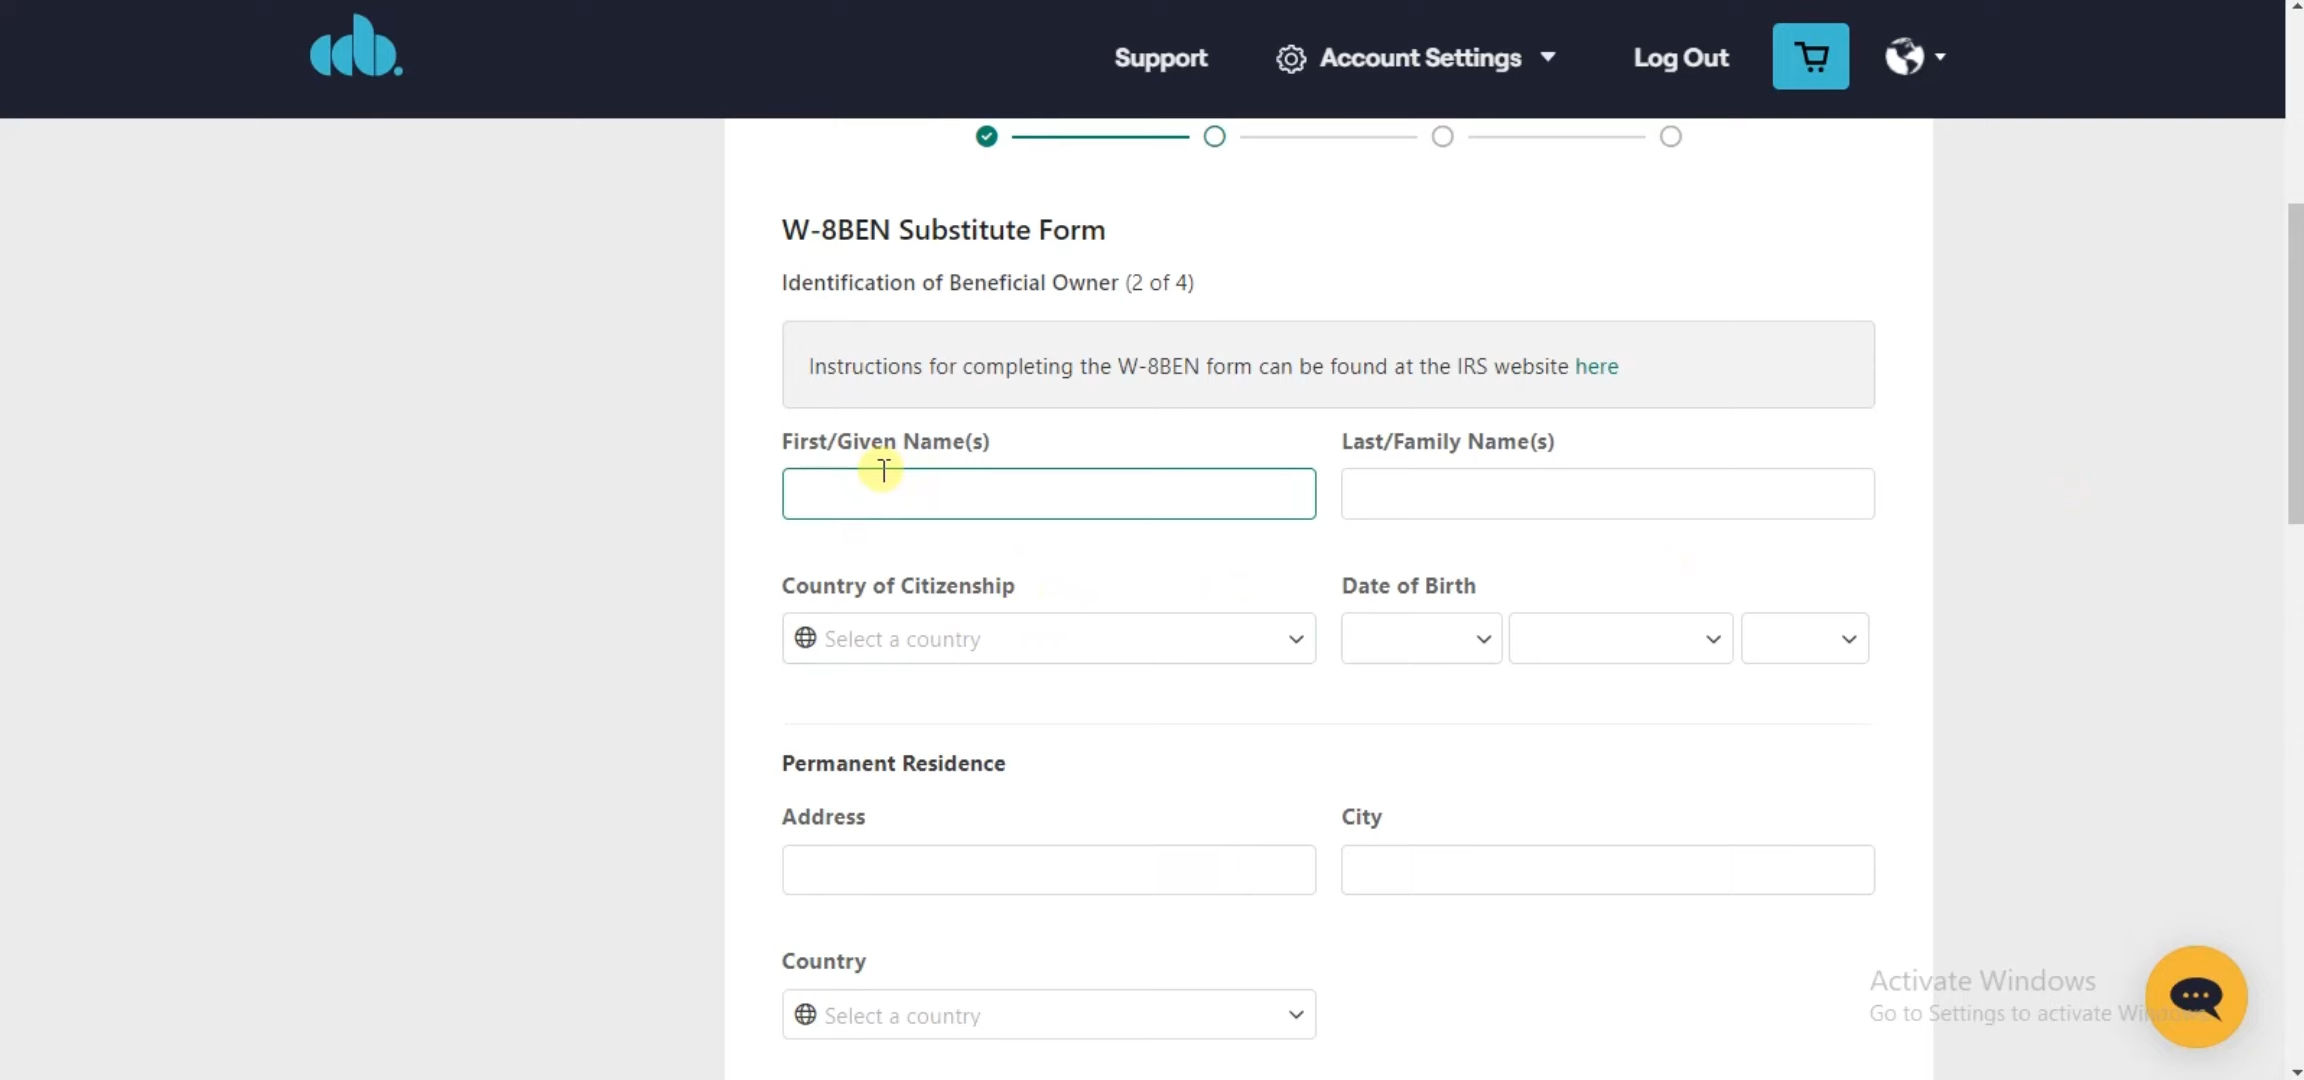 cdb.
Support
Account Settings
Log Out
W-8BEN Substitute Form
Identification of Beneficial Owner (2 of 4)
Instructions for completing the W-8BEN form can be found at the IRS website here
First/Given Name(s)
Last/Family Name(s)
Country of Citizenship
Date of Birth
Select a country
Permanent Residence
Address
City
Country
Select a country
Activate Windows
Go to Settings to activate Windows.